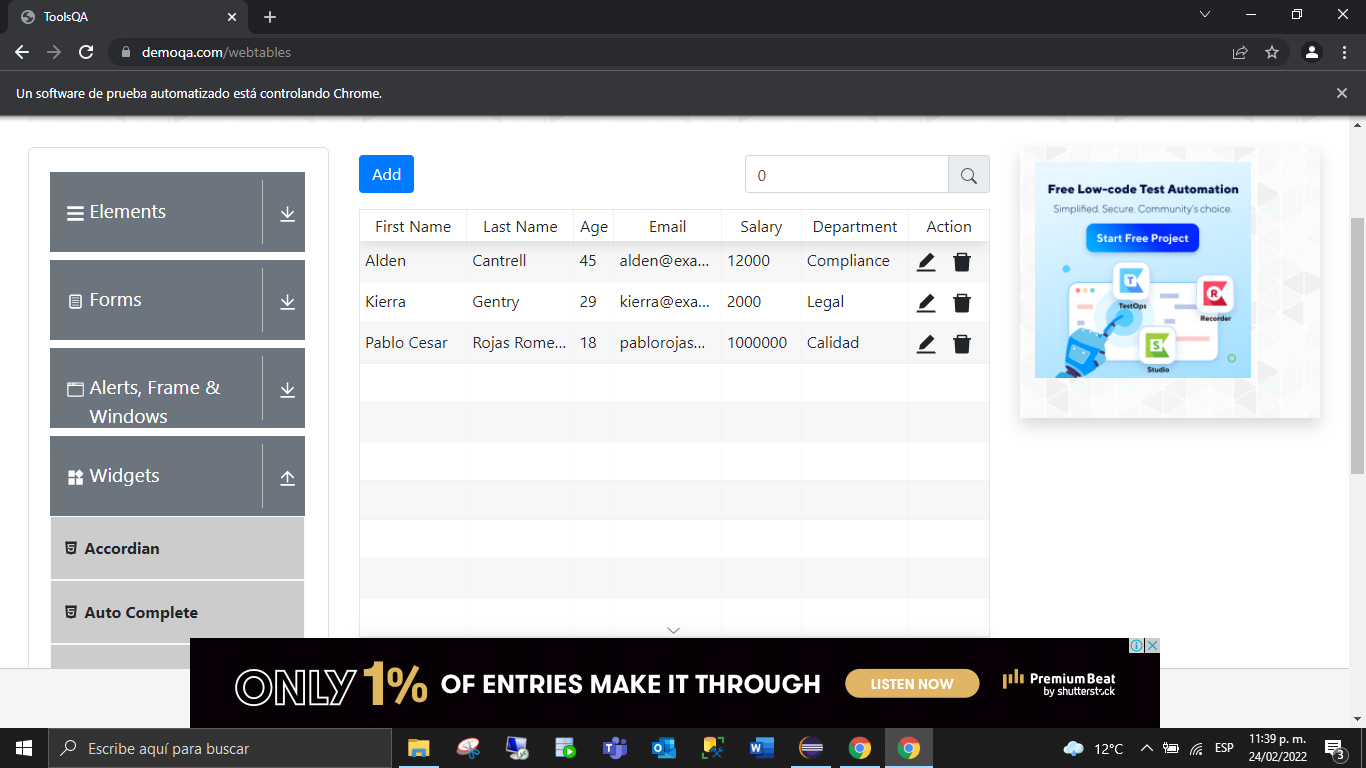 ToolsQA
demoqa.com/webtables
Un software de prueba automatizado está controlando Chrome.
Elements
Forms
Alerts, Frame &
Windows
Widgets
Accordian
Auto Complete
Add
0
First Name Last Name Age Email Salary Department Action
Alden Cantrell 45 alden@exa... 12000 Compliance
Kierra Gentry 29 kierra@exa... 2000 Legal
Pablo Cesar Rojas Rome... 18 pablorojas... 1000000 Calidad
Free Low-code Test Automation
Simplified. Secure. Community's choice.
Start Free Project
TestOps
Recorder
Studio
ONLY 1% OF ENTRIES MAKE IT THROUGH
LISTEN NOW
PremiumBeat
by shutterstock
Escribe aquí para buscar
12°C
ESP
11:39 p. m.
24/02/2022
3